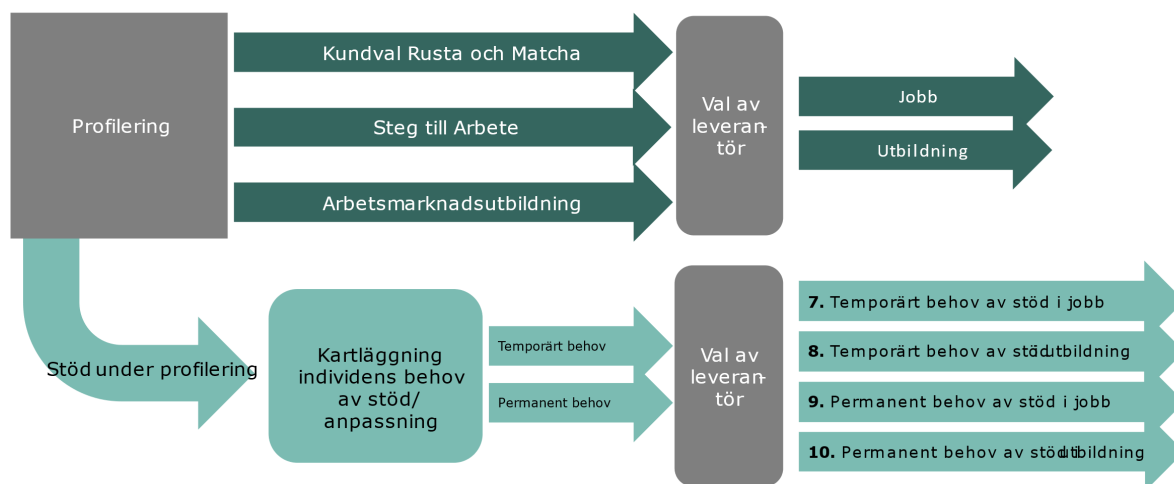 Kundval Rusta och Matcha
Profilering
Steg till Arbete
Arbetsmarknadsutbildning
Val av
leveran-
tör
Jobb
Utbildning
Stöd under profilering
Kartläggning
individens behov
av stöd/
anpassning
Temporärt behov
Permanent behov
Val av
leveran-
tör
7. Temporärt behov av stöd i jobb
8. Temporärt behov av stöd utbildning
9. Permanent behov av stöd i jobb
10. Permanent behov av stöd i utbildning